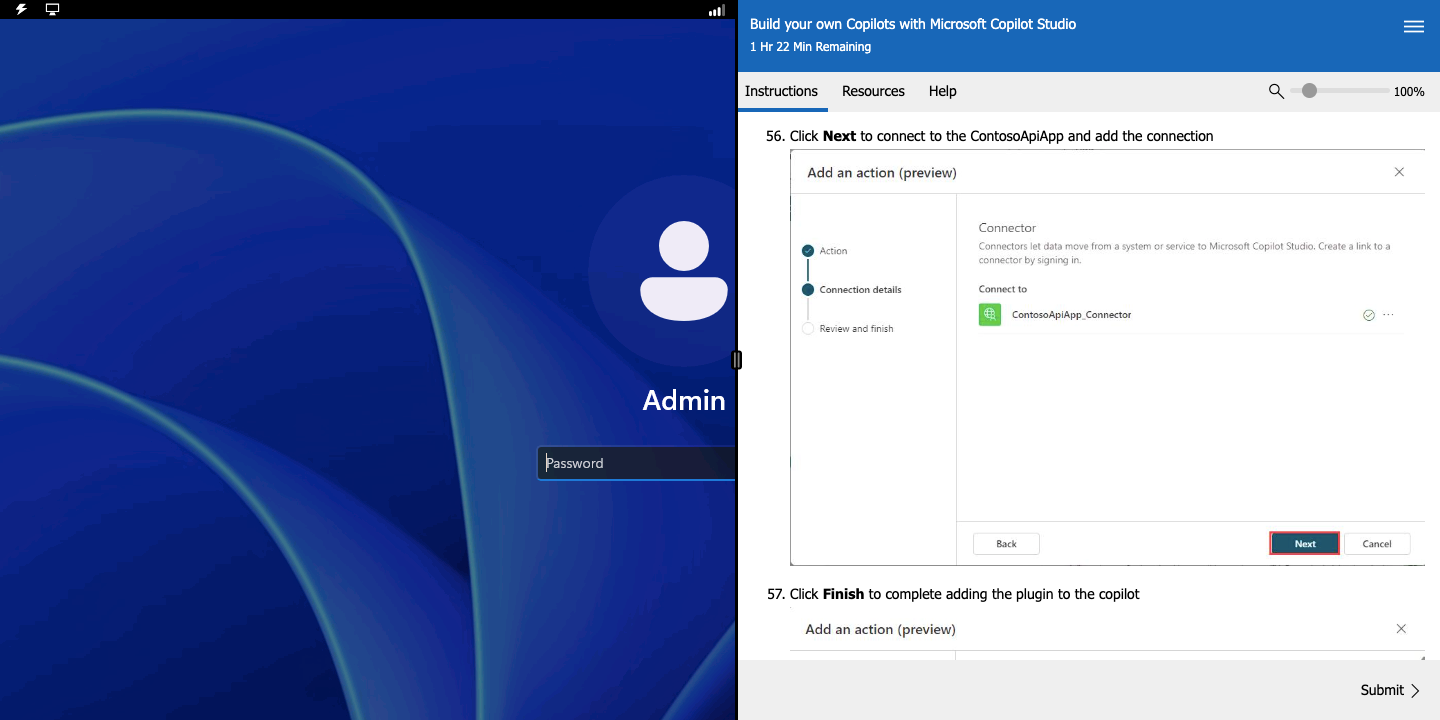 Admin
Password
Build your own Copilots with Microsoft Copilot Studio
1 Hr 22 Min Remaining
Instructions
Resources
Help
100%
56. Click Next to connect to the ContosoApiApp and add the connection
Add an action (preview)
Action
Connection details
Review and finish
Connector
Connectors let data move from a system or service to Microsoft Copilot Studio. Create a link to a
connector by signing in.
Connect to
ContosoApiApp_Connector
Back
Next
Cancel
57. Click Finish to complete adding the plugin to the copilot
Add an action (preview)
Submit